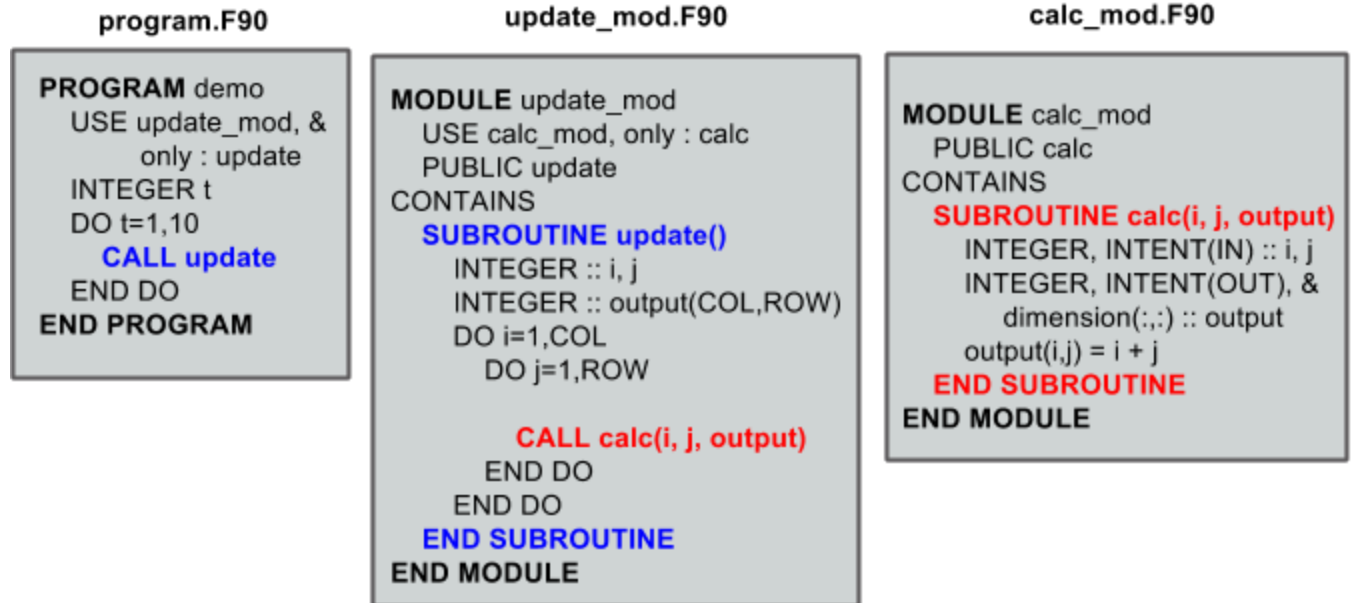 program.F90
PROGRAM demo
USE update_mod, &
only : update
INTEGER t
DO t=1,10
CALL update
END DO
END PROGRAM
update_mod.F90
MODULE update_mod
USE calc_mod, only : calc
PUBLIC update
CONTAINS
SUBROUTINE update()
INTEGER :: i, j
INTEGER :: output(COL,ROW)
DO i=1,COL
DO j=1,ROW
CALL calc(i, j, output)
END DO
END DO
END SUBROUTINE
END MODULE
calc_mod.F90
MODULE calc_mod
PUBLIC calc
CONTAINS
SUBROUTINE calc(i, j, output)
INTEGER, INTENT(IN) :: i, j
INTEGER, INTENT(OUT), &
dimension(:,:) :: output
output(i,j) = i + j
END SUBROUTINE
END MODULE